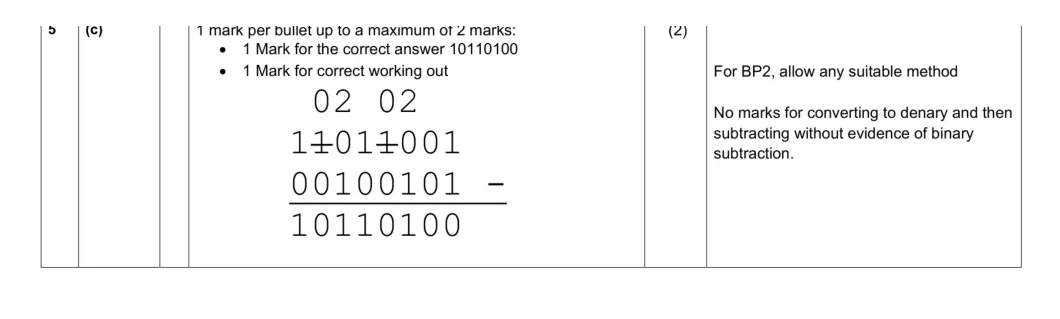 5 (c) 1 mark per bullet up to a maximum of 2 marks: (2)
• 1 Mark for the correct answer 10110100
• 1 Mark for correct working out
For BP2, allow any suitable method
02 02
No marks for converting to denary and then
subtracting without evidence of binary
subtraction.
11011001
00100101 -
10110100